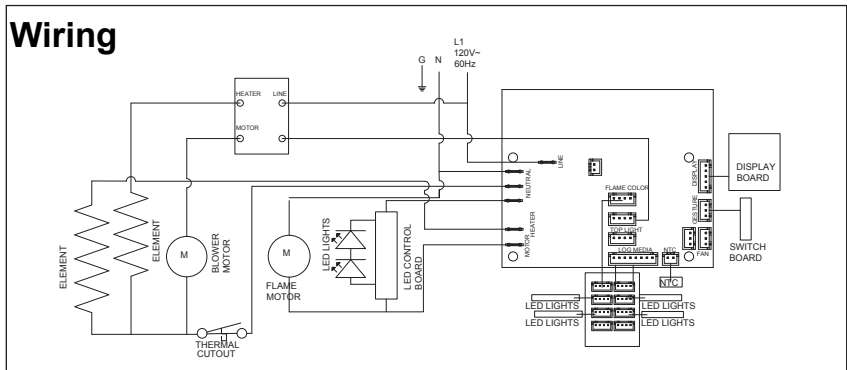 Wiring
L1
120V~
60Hz
G N
HEATER LINE
MOTOR
LINE
NEUTRAL
HEATER
MOTOR
FLAME COLOR
TOP LIGHT
LOG MEDIA
NTC
DISPLAY
GESTURE
FAN
DISPLAY
BOARD
SWITCH
BOARD
NTC
ELEMENT
ELEMENT
M
BLOWER
MOTOR
M
FLAME
MOTOR
LED LIGHTS
LED CONTROL
BOARD
THERMAL
CUTOUT
LED LIGHTS
LED LIGHTS
LED LIGHTS
LED LIGHTS